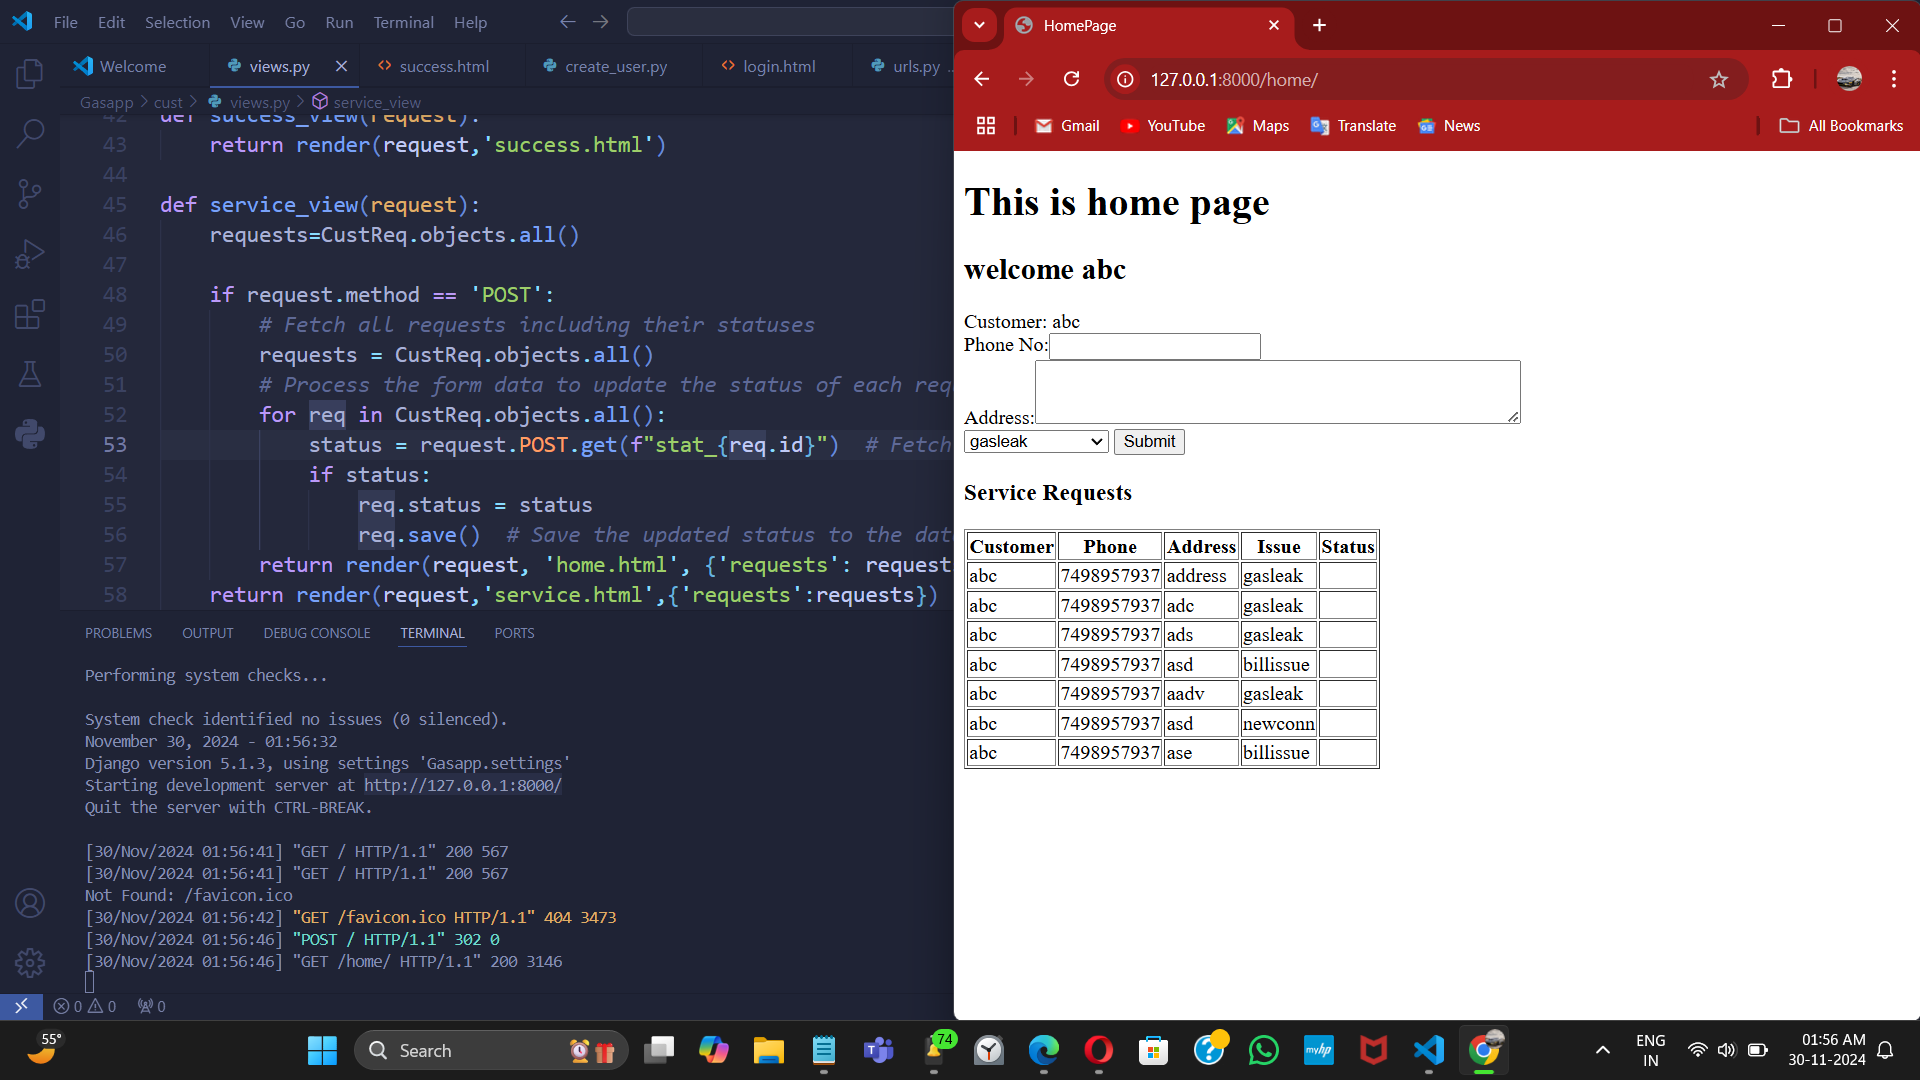 File Edit Selection View Go Run Terminal Help
Welcome views.py success.html create_user.py login.html urls.py ..
Gasapp > cust > views.py > service_view
42 def success_view(request):
43 return render(request,'success.html')
44
45 def service_view(request):
46 requests=CustReq.objects.all()
47
48 if request.method == 'POST':
49 # Fetch all requests including their statuses
50 requests = CustReq.objects.all()
51 # Process the form data to update the status of each req
52 for req in CustReq.objects.all():
53 status = request.POST.get(f"stat_{req.id}") # Fetch
54 if status:
55 req.status = status
56 req.save() # Save the updated status to the dat
57 return render(request, 'home.html', {'requests': request
58 return render(request,'service.html',{'requests':requests})
PROBLEMS OUTPUT DEBUG CONSOLE TERMINAL PORTS
Performing system checks...
System check identified no issues (0 silenced).
November 30, 2024 - 01:56:32
Django version 5.1.3, using settings 'Gasapp.settings'
Starting development server at http://127.0.0.1:8000/
Quit the server with CTRL-BREAK.
[30/Nov/2024 01:56:41] "GET / HTTP/1.1" 200 567
[30/Nov/2024 01:56:41] "GET / HTTP/1.1" 200 567
Not Found: /favicon.ico
[30/Nov/2024 01:56:42] "GET /favicon.ico HTTP/1.1" 404 3473
[30/Nov/2024 01:56:46] "POST / HTTP/1.1" 302 0
[30/Nov/2024 01:56:46] "GET /home/ HTTP/1.1" 200 3146
0 0 0
HomePage
127.0.0.1:8000/home/
Gmail YouTube Maps Translate News All Bookmarks
This is home page
welcome abc
Customer: abc
Phone No:
Address:
gasleak Submit
Service Requests
Customer Phone Address Issue Status
abc 7498957937 address gasleak
abc 7498957937 adc gasleak
abc 7498957937 ads gasleak
abc 7498957937 asd billissue
abc 7498957937 aadv gasleak
abc 7498957937 asd newconn
abc 7498957937 ase billissue
55°
Search
74
myhp
ENG
IN
01:56 AM
30-11-2024